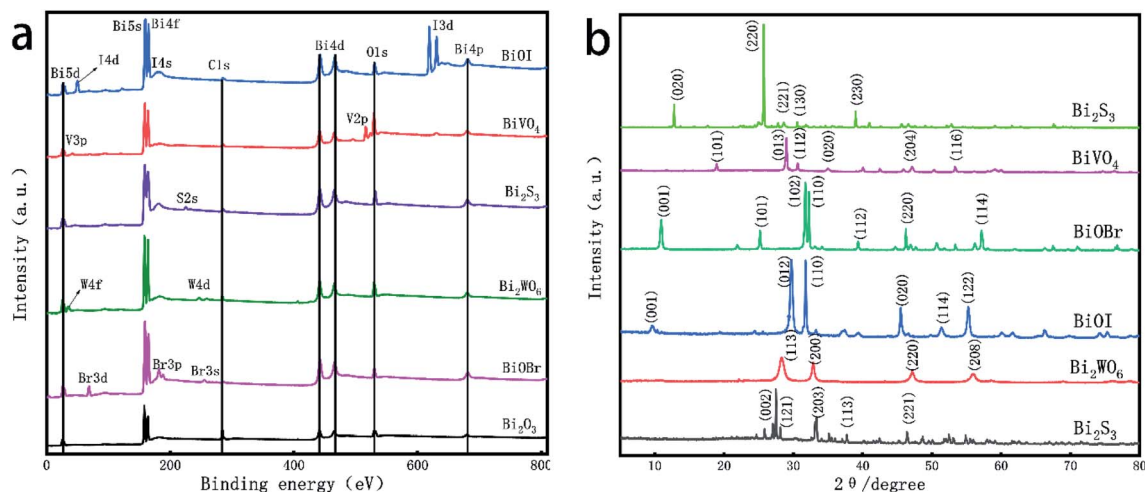 a
Bi5s
Bi4f
I4s
Bi5d
I4d
C1s
Bi4d
O1s
I3d
Bi4p
BiOI
V3p
V2p
BiVO₄
S2s
Bi₂S₃
W4f
W4d
Bi₂WO₆
Br3d
Br3p
Br3s
BiOBr
Bi₂O₃
Intensity (a.u.)
0 200 400 600 800
Binding energy (eV)
b
(020)
(220)
(221)
(130)
(230)
Bi₂S₃
(101)
(013)
(112)
(020)
(204)
(116)
BiVO₄
(001)
(101)
(102)
(110)
(112)
(220)
(114)
BiOBr
(001)
(012)
(110)
(020)
(114)
(122)
BiOI
(113)
(200)
(220)
(208)
Bi₂WO₆
(002)
(121)
(203)
(113)
(221)
Bi₂S₃
Intensity (a.u.)
10 20 30 40 50 60 70 80
2θ/degree